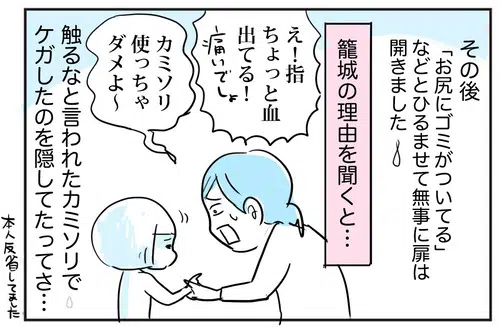 その後
「お尻にゴミがついてる」
などとひるませて無事に扉は
開きました
籠城の理由を聞くと…
え!指
ちょっと血
出てる!
痛いでしょ
カミソリ
使っちゃ
ダメよ〜
触るなと言われたカミソリで
ケガしたのを隠してたってさ…
本人反省してました